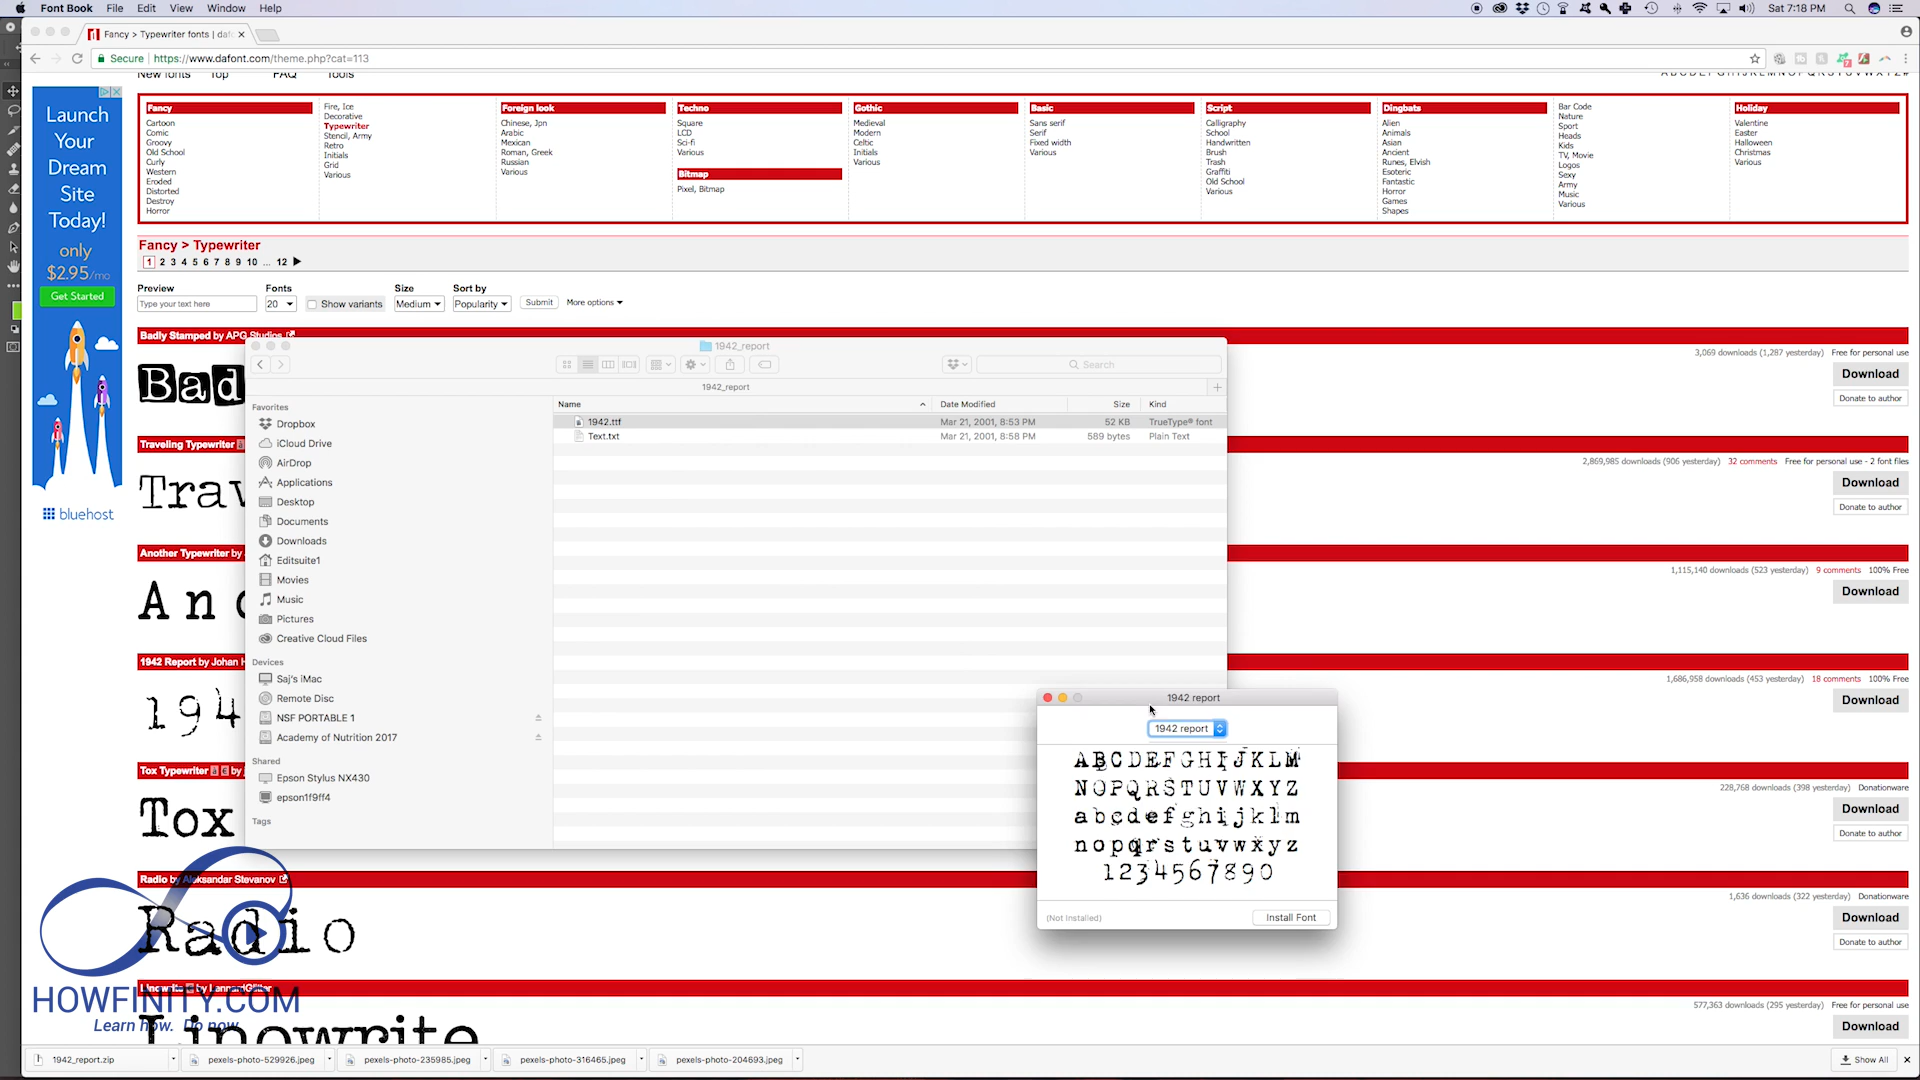 Font Book File Edit View Window Help
Sat 7:18 PM
Fancy > Typewriter fonts | daf
Secure https://www.dafont.com/theme.php?cat=113
New fonts Top FAQ Tools
Launch
Your
Dream
Site
Today!
only
$2.95/mo
Get Started
bluehost
Fancy
Cartoon
Comic
Groovy
Old School
Curly
Western
Eroded
Distorted
Destroy
Horror
Fire, Ice
Decorative
Typewriter
Stencil, Army
Retro
Initials
Grid
Various
Foreign look
Chinese, Jpn
Arabic
Mexican
Roman, Greek
Russian
Various
Techno
Square
LCD
Sci-fi
Various
Bitmap
Pixel, Bitmap
Gothic
Medieval
Modern
Celtic
Initials
Various
Basic
Sans serif
Serif
Fixed width
Various
Script
Calligraphy
School
Handwritten
Brush
Trash
Graffiti
Old School
Various
Dingbats
Alien
Animals
Asian
Ancient
Runes, Elvish
Esoteric
Fantastic
Horror
Games
Shapes
Bar Code
Nature
Sport
Heads
Kids
TV, Movie
Logos
Sexy
Army
Music
Various
Holiday
Valentine
Easter
Halloween
Christmas
Various
Fancy > Typewriter
1 2 3 4 5 6 7 8 9 10 ... 12
Preview Fonts Size Sort by
Type your text here 20 Show variants Medium Popularity Submit More options
Badly Stamped by APG Studios
Bad
3,069 downloads (1,287 yesterday) Free for personal use
Download
Donate to author
Traveling Typewriter
Trav
2,869,985 downloads (906 yesterday) 32 comments Free for personal use - 2 font files
Download
Donate to author
Another Typewriter by
And
1,115,140 downloads (523 yesterday) 9 comments 100% Free
Download
1942 Report by Johan H
194
1,686,958 downloads (453 yesterday) 18 comments 100% Free
Download
Tox Typewriter
Tox
228,768 downloads (398 yesterday) Donationware
Download
Donate to author
Radio by Aleksandar Stevanov
Radio
1,636 downloads (322 yesterday) Donationware
Download
Donate to author
Linowrite
577,363 downloads (295 yesterday) Free for personal use
Download
1942_report
Search
1942_report
Favorites
Dropbox
iCloud Drive
AirDrop
Applications
Desktop
Documents
Downloads
Editsuite1
Movies
Music
Pictures
Creative Cloud Files
Devices
Saj's iMac
Remote Disc
NSF PORTABLE 1
Academy of Nutrition 2017
Shared
Epson Stylus NX430
epson1f9ff4
Tags
Name Date Modified Size Kind
1942.ttf Mar 21, 2001, 8:53 PM 52 KB TrueType® font
Text.txt Mar 21, 2001, 8:58 PM 589 bytes Plain Text
1942 report
1942 report
ABCDEFGHIJKLM
NOPQRSTUVWXYZ
abcdefghijklm
nopqrstuvwxyz
1234567890
(Not Installed) Install Font
HOWFINITY.COM
Learn how. Do now.
1942_report.zip pexels-photo-529926.jpeg pexels-photo-235985.jpeg pexels-photo-316465.jpeg pexels-photo-204693.jpeg Show All